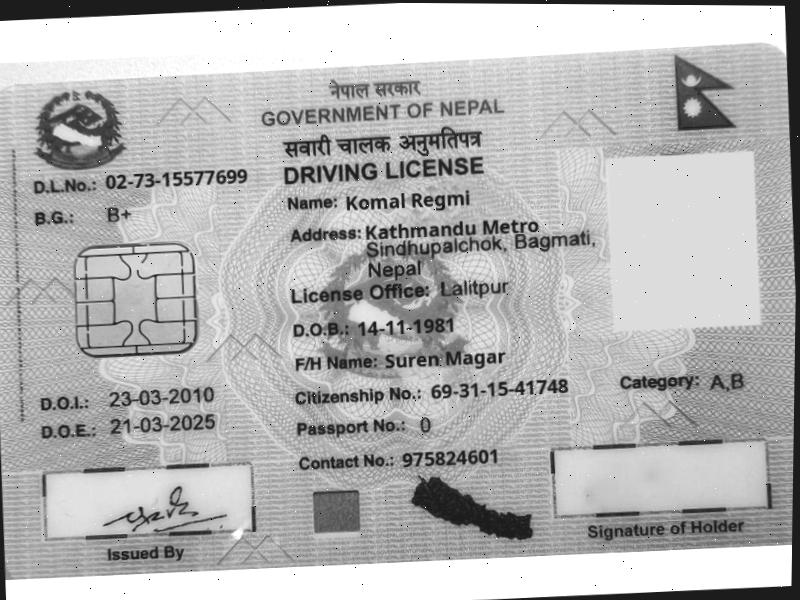 नेपाल सरकार
GOVERNMENT OF NEPAL
सवारी चालक अनुमतिपत्र
DRIVING LICENSE
D.L.No.: 02-73-15577699
B.G.: B+
Name: Komal Regmi
Address: Kathmandu Metro
Sindhupalchok, Bagmati,
Nepal
License Office: Lalitpur
D.O.B.: 14-11-1981
F/H Name: Suren Magar
Citizenship No.: 69-31-15-41748
Category: A,B
D.O.I.: 23-03-2010
D.O.E.: 21-03-2025
Passport No.: 0
Contact No.: 975824601
Issued By
Signature of Holder